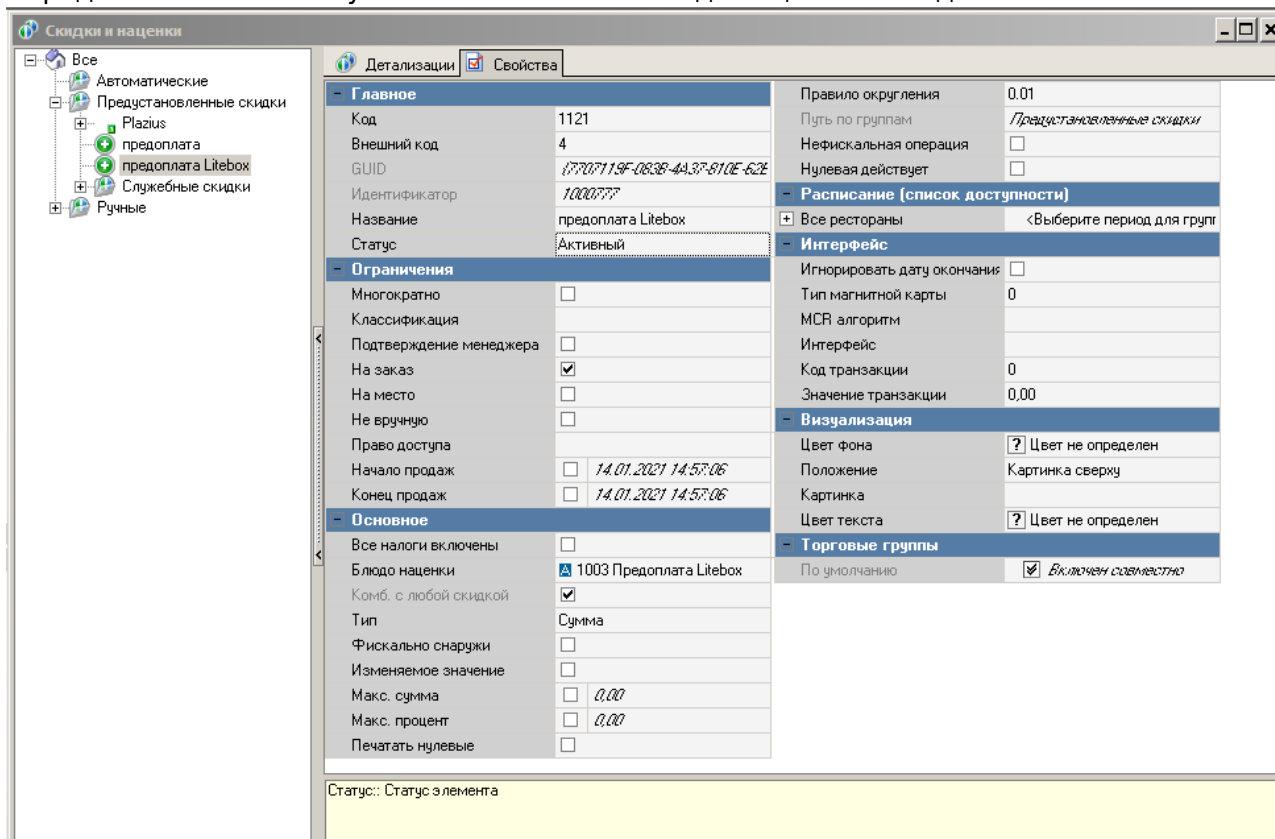 Скидки и наценки
Все
Автоматические
Предустановленные скидки
Plazius
предоплата
предоплата Litebox
Служебные скидки
Ручные
Детализации
Свойства
Главное
Код 1121
Внешний код 4
GUID
Идентификатор 1000777
Название предоплата Litebox
Статус Активный
Ограничения
Многократно
Классификация
Подтверждение менеджера
На заказ
На место
Не вручную
Право доступа
Начало продаж 14.01.2021 14:57:06
Конец продаж 14.01.2021 14:57:06
Основное
Все налоги включены
Блюдо наценки A 1003 Предоплата Litebox
Комб. с любой скидкой
Тип Сумма
Фискально снаружи
Изменяемое значение
Макс. сумма 0,00
Макс. процент 0,00
Печатать нулевые
Правило округления 0.01
Путь по группам Предустановленные скидки
Нефискальная операция
Нулевая действует
Расписание (список доступности)
Все рестораны <Выберите период для групп
Интерфейс
Игнорировать дату окончания
Тип магнитной карты 0
MCR алгоритм
Интерфейс
Код транзакции 0
Значение транзакции 0,00
Визуализация
Цвет фона ? Цвет не определен
Положение Картинка сверху
Картинка
Цвет текста ? Цвет не определен
Торговые группы
По умолчанию Включен совместно
Статус:: Статус элемента